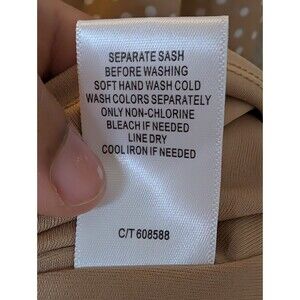 SEPARATE SASH
BEFORE WASHING
SOFT HAND WASH COLD
WASH COLORS SEPARATELY
ONLY NON-CHLORINE
BLEACH IF NEEDED
LINE DRY
COOL IRON IF NEEDED
C/T 608588